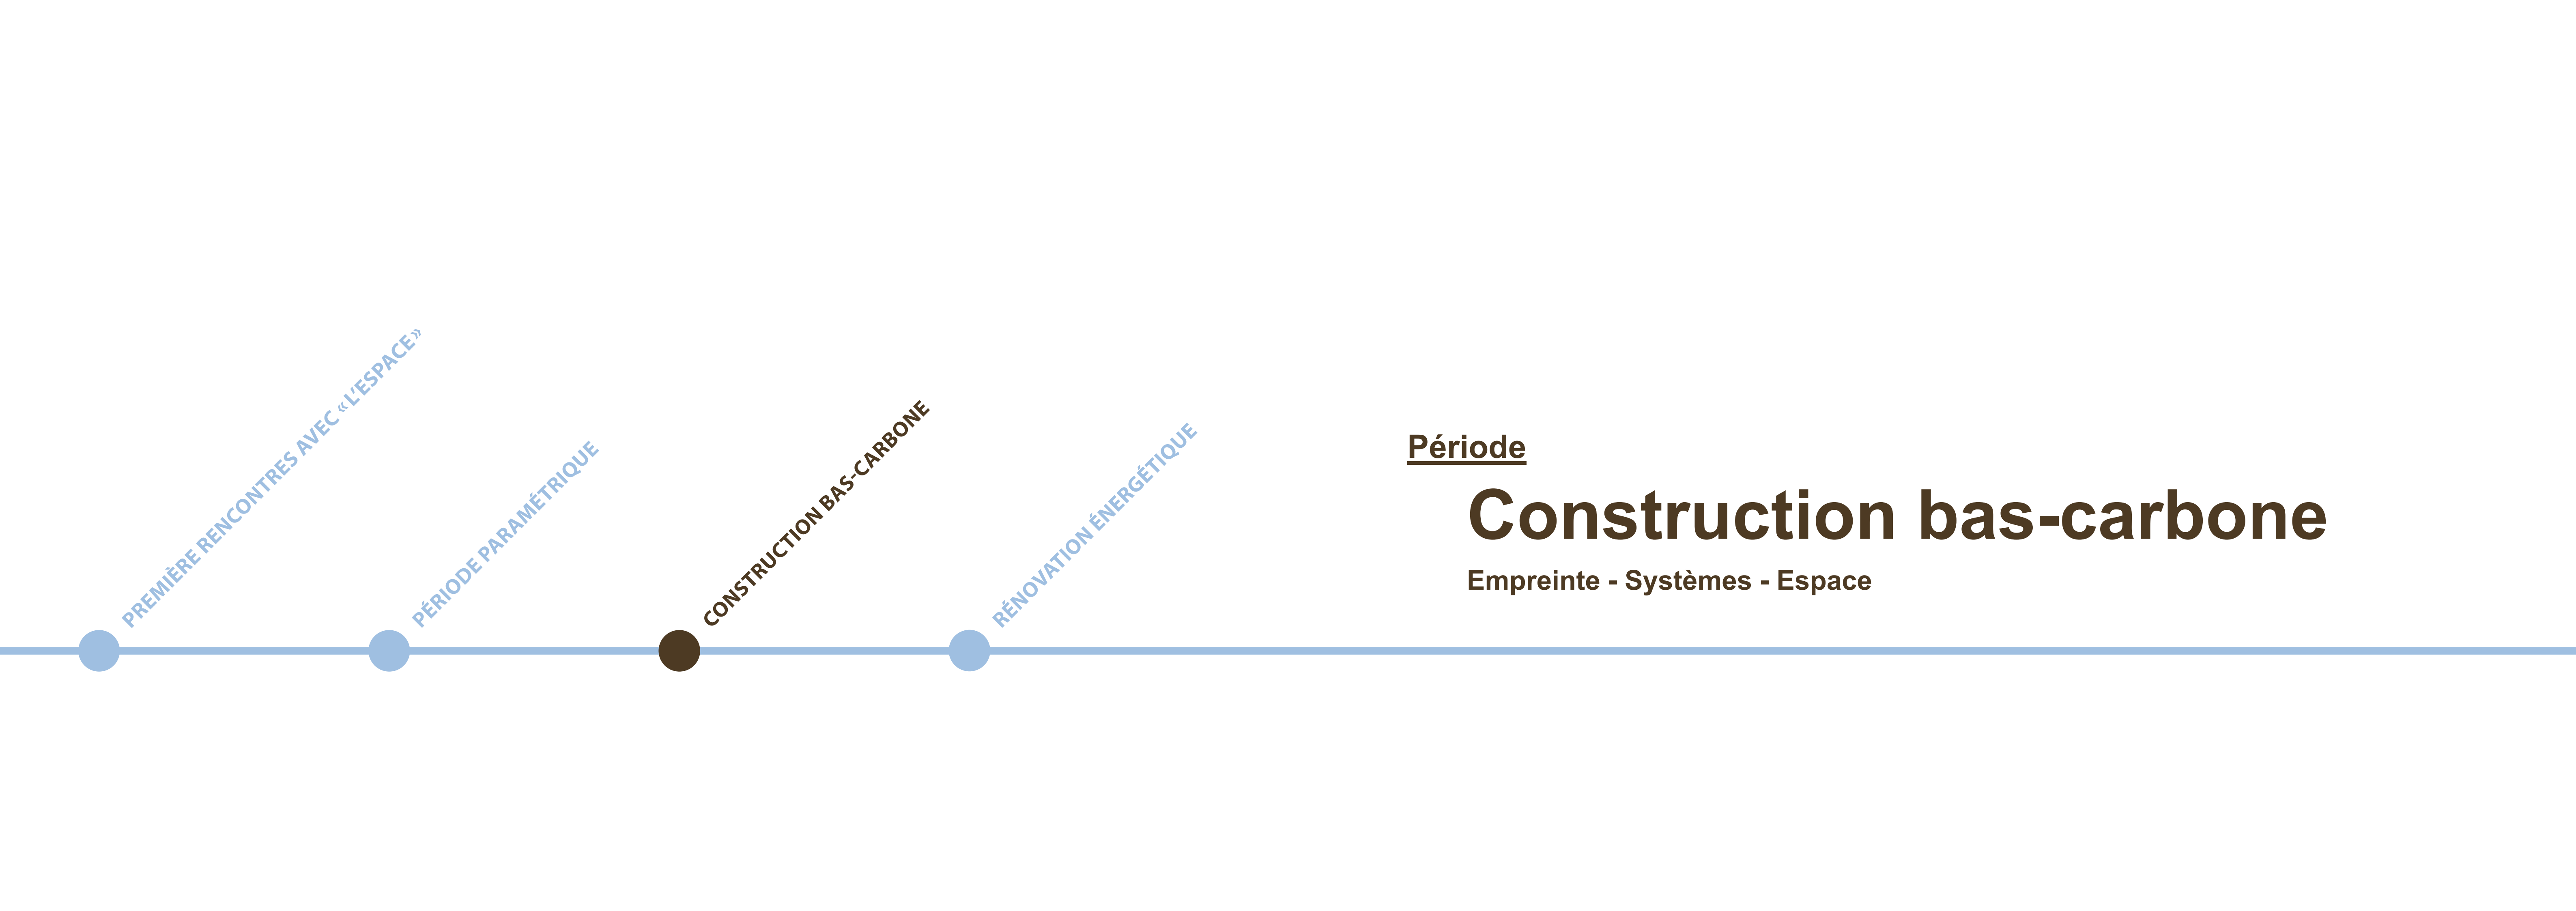 PREMIÈRE RENCONTRES AVEC «L'ESPACE»
PÉRIODE PARAMÉTRIQUE
CONSTRUCTION BAS-CARBONE
RÉNOVATION ÉNERGÉTIQUE
Période
Construction bas-carbone
Empreinte - Systèmes - Espace